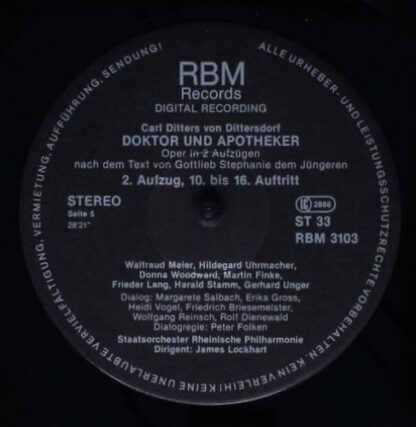 ALLE URHEBER- UND LEISTUNGSSCHUTZRECHTE VORBEHALTEN· KEIN VERLEIH! KEINE UNERLAUBTE VERVIELFÄLTIGUNG, VERMIETUNG, AUFFÜHRUNG, SENDUNG!
RBM
Records
DIGITAL RECORDING
Carl Ditters von Dittersdorf
DOKTOR UND APOTHEKER
Oper in 2 Aufzügen
nach dem Text von Gottlieb Stephanie dem Jüngeren
2. Aufzug, 10. bis 16. Auftritt
STEREO
Seite 5
28'21"
LC 2886
ST 33
RBM 3103
Waltraud Meier, Hildegard Uhrmacher,
Donna Woodward, Martin Finke,
Frieder Lang, Harald Stamm, Gerhard Unger
Dialog: Margarete Salbach, Erika Gross,
Heidi Vogel, Friedrich Briesemeister,
Wolfgang Reinsch, Rolf Dienewald
Dialogregie: Peter Folken
Staatsorchester Rheinische Philharmonie
Dirigent: James Lockhart